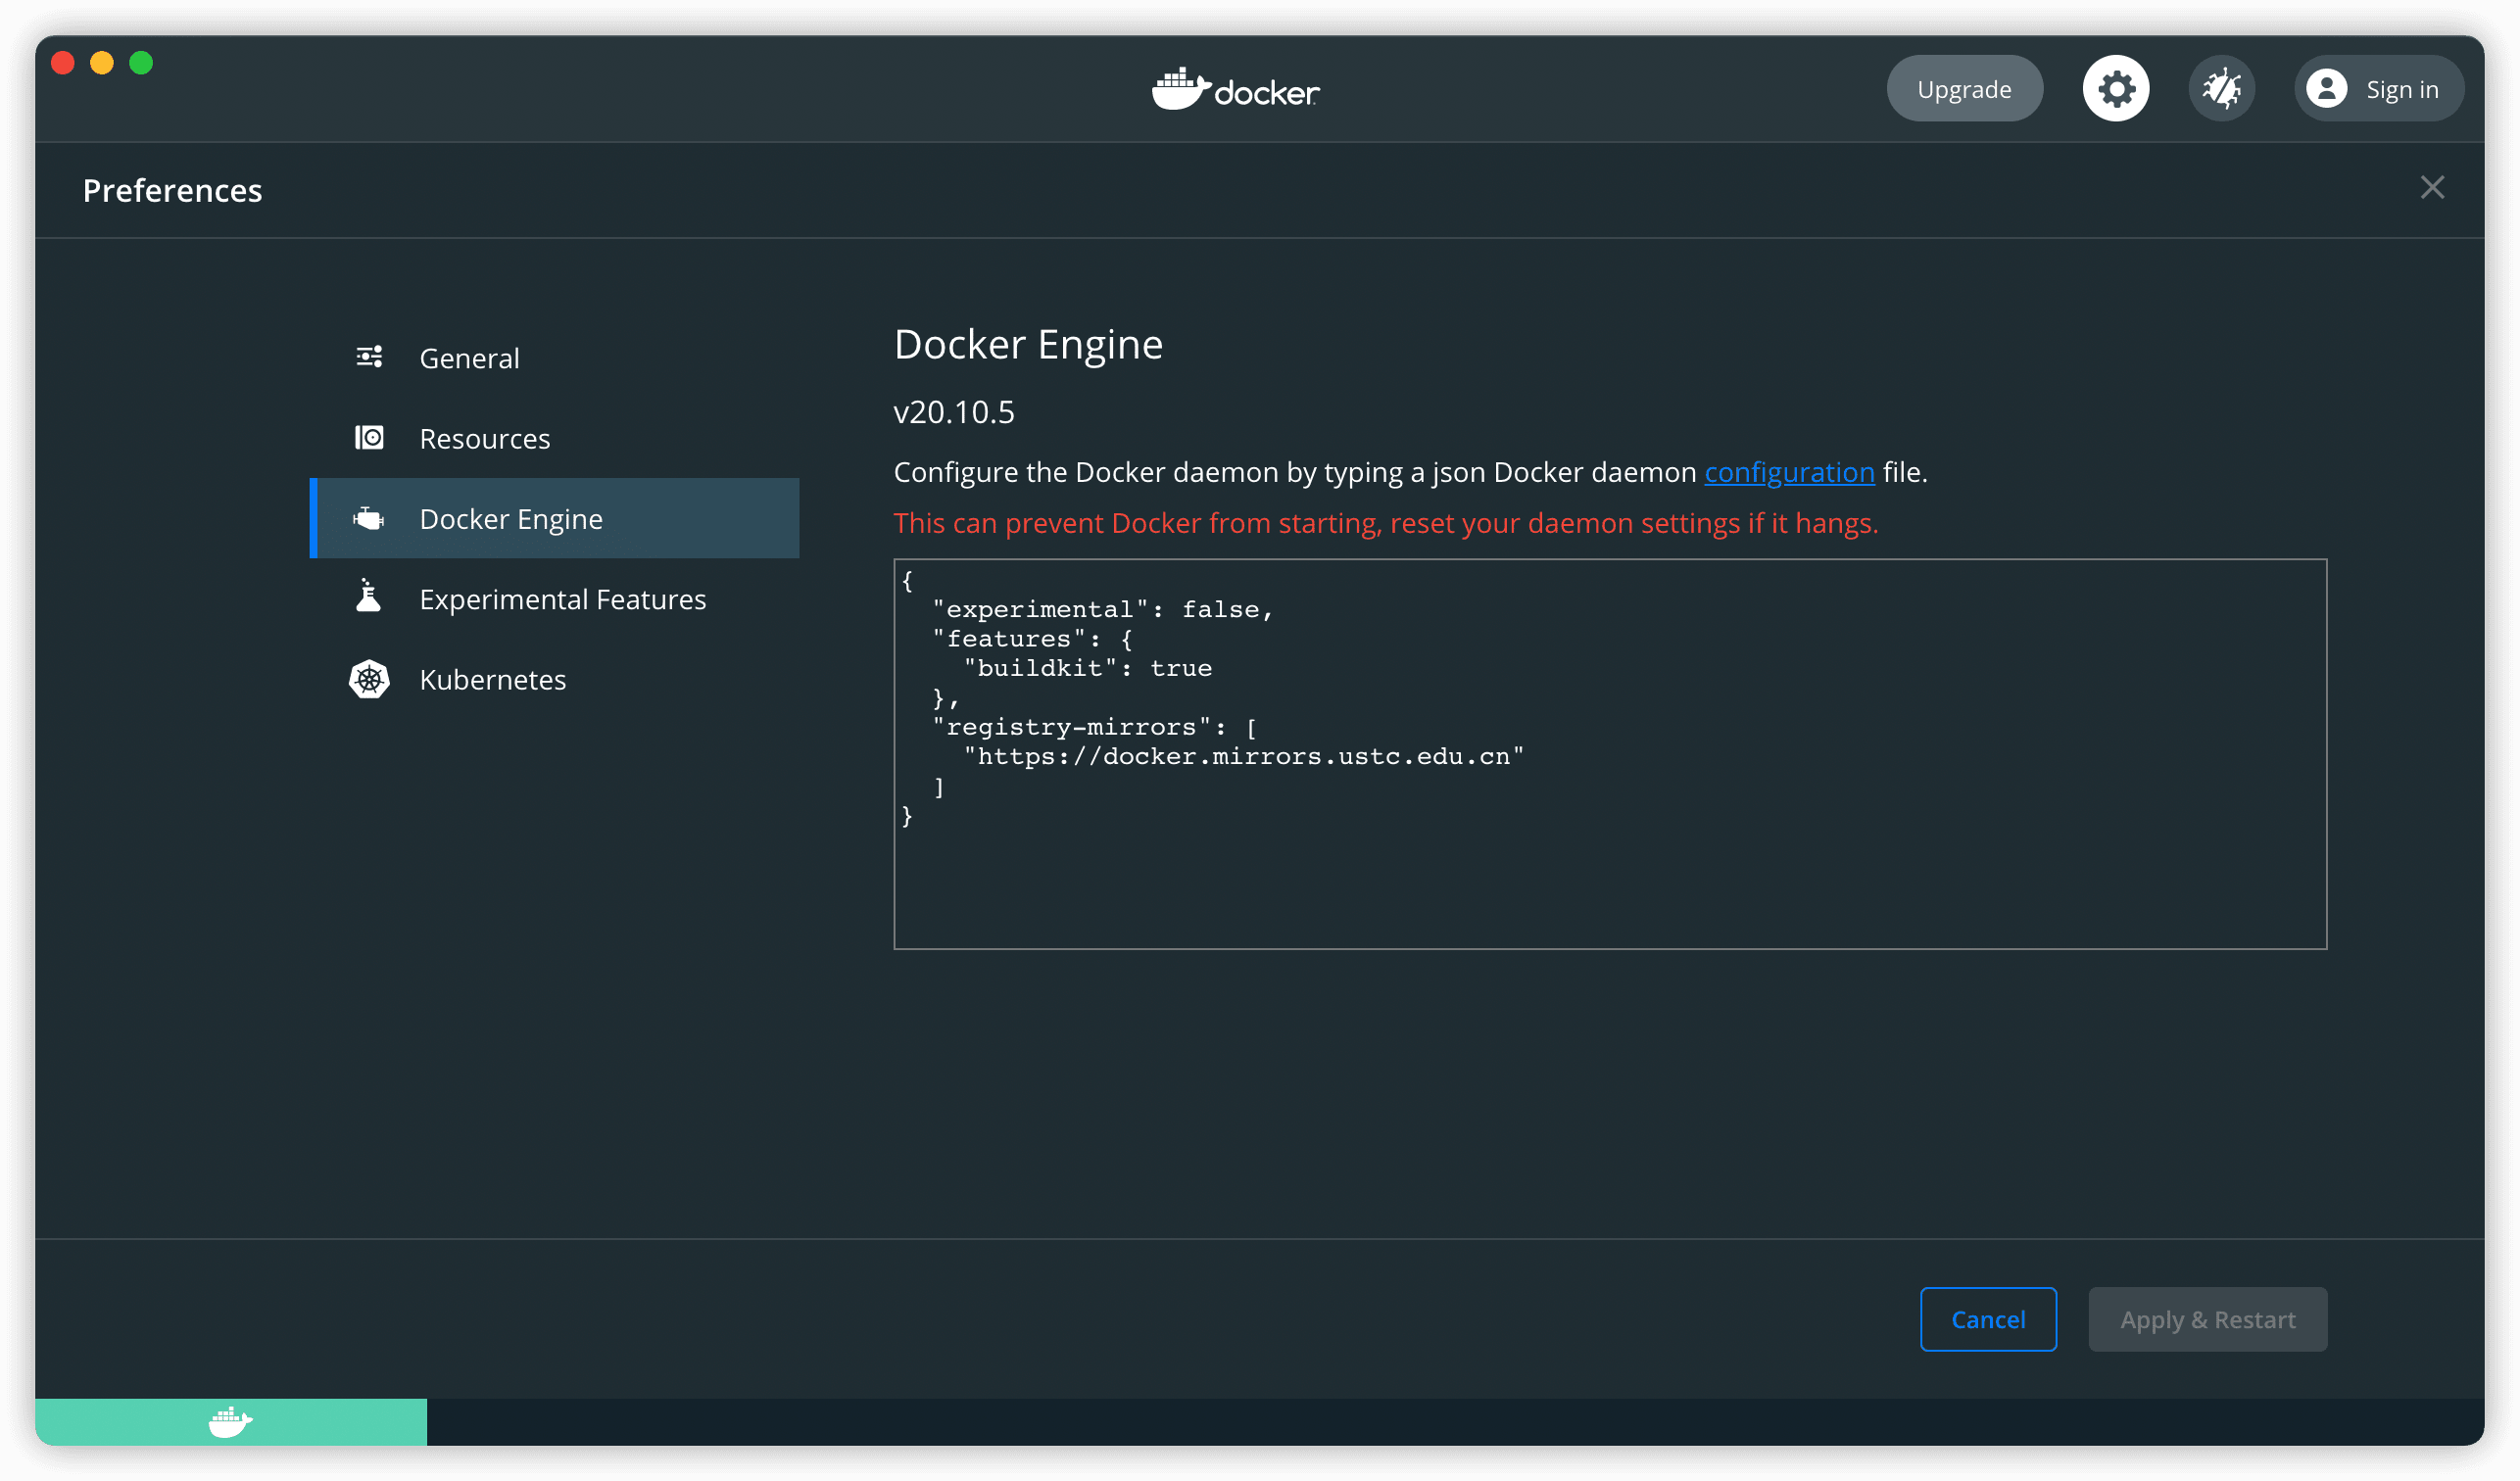 docker
Upgrade
Sign in
Preferences
General
Resources
Docker Engine
Experimental Features
Kubernetes
Docker Engine
v20.10.5
Configure the Docker daemon by typing a json Docker daemon configuration file.
This can prevent Docker from starting, reset your daemon settings if it hangs.
{
  "experimental": false,
  "features": {
    "buildkit": true
  },
  "registry-mirrors": [
    "https://docker.mirrors.ustc.edu.cn"
  ]
}
Cancel
Apply & Restart